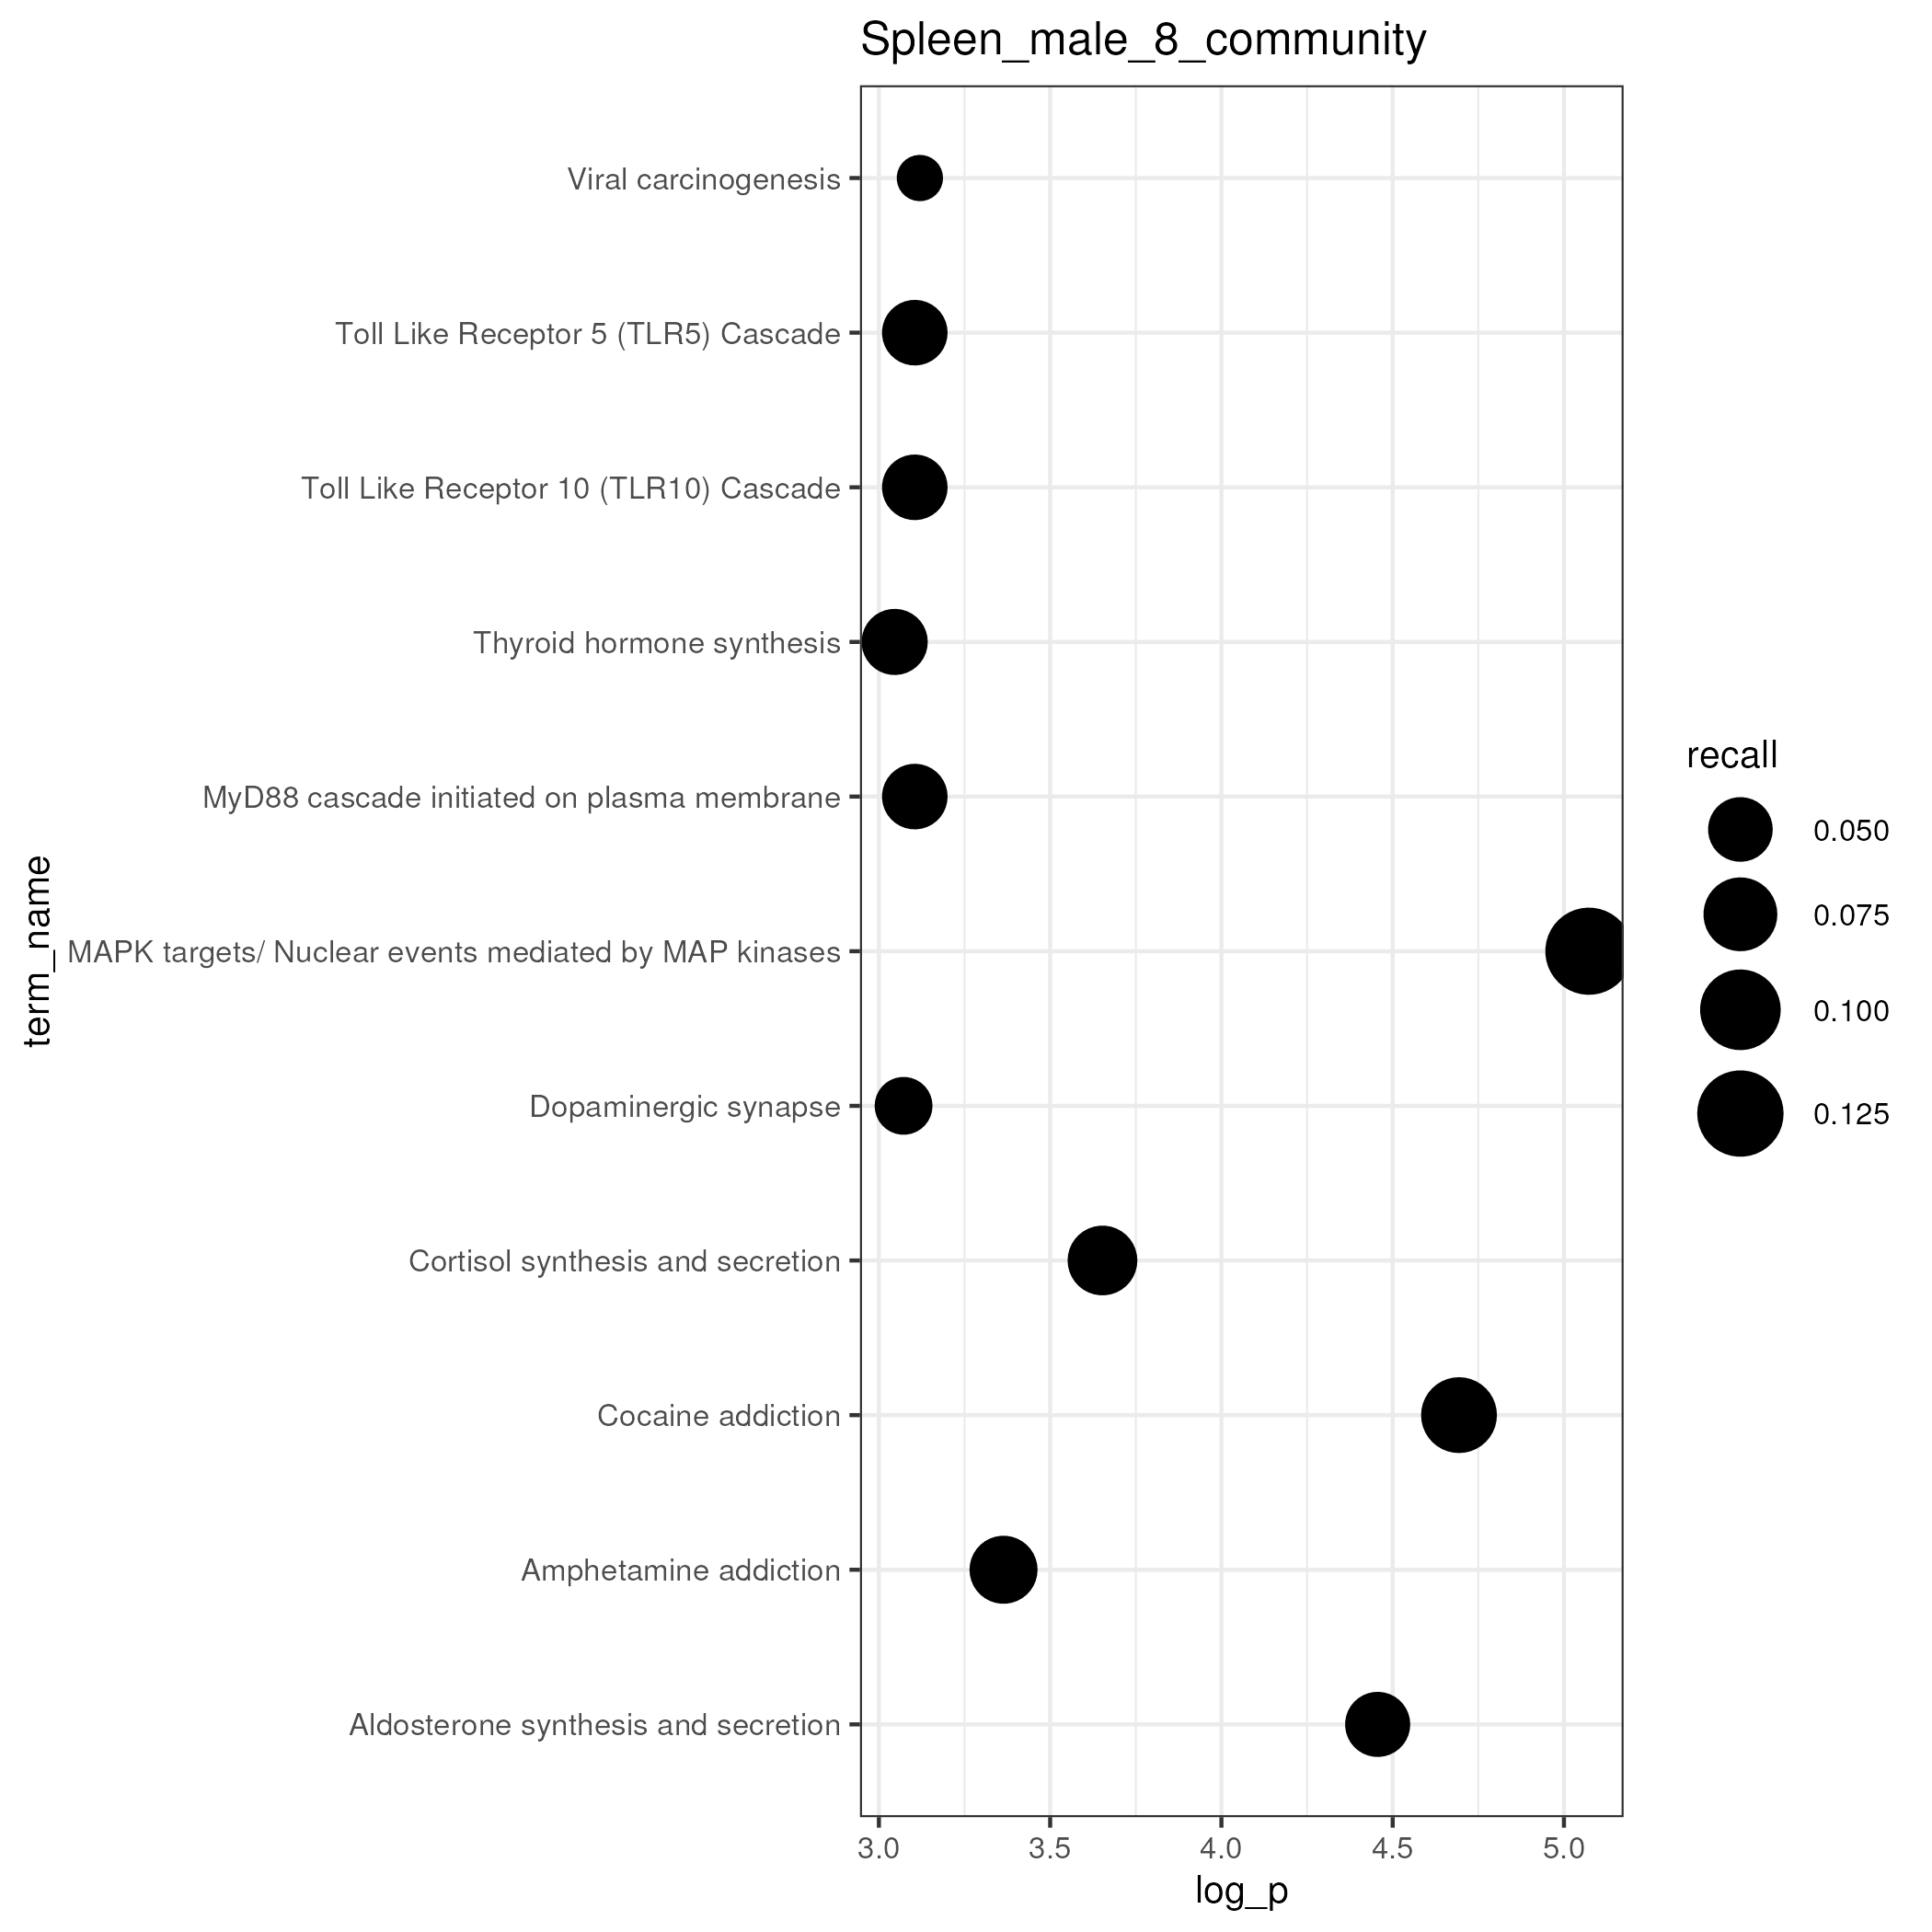 Spleen_male_8_community
Viral carcinogenesis
Toll Like Receptor 5 (TLR5) Cascade
Toll Like Receptor 10 (TLR10) Cascade
Thyroid hormone synthesis
MyD88 cascade initiated on plasma membrane
MAPK targets/ Nuclear events mediated by MAP kinases
Dopaminergic synapse
Cortisol synthesis and secretion
Cocaine addiction
Amphetamine addiction
Aldosterone synthesis and secretion
term_name
3.0 3.5 4.0 4.5 5.0
log_p
recall
0.050
0.075
0.100
0.125